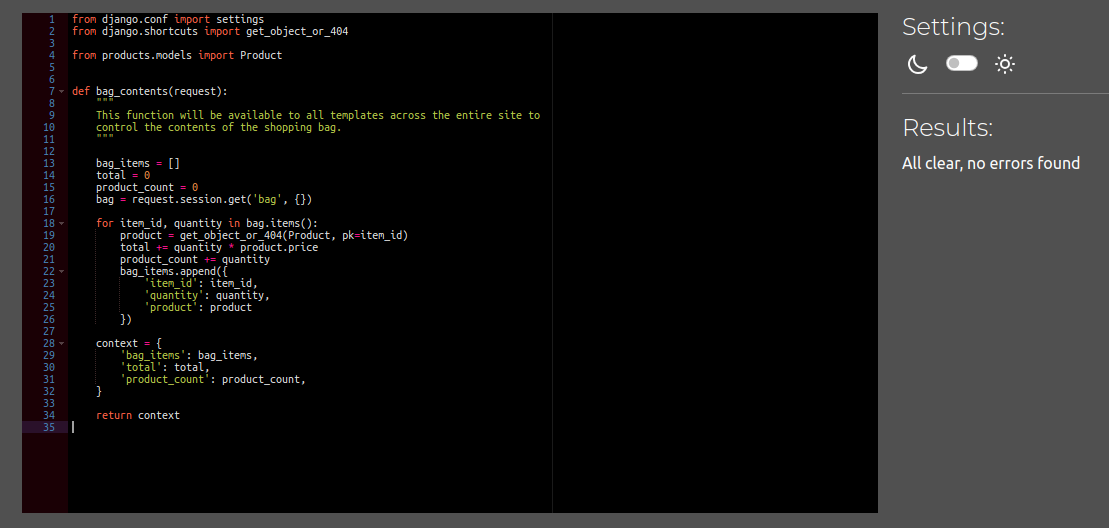 1 from django.conf import settings
2 from django.shortcuts import get_object_or_404
3
4 from products.models import Product
5
6
7 def bag_contents(request):
8     """
9     This function will be available to all templates across the entire site to
10     control the contents of the shopping bag.
11     """
12
13     bag_items = []
14     total = 0
15     product_count = 0
16     bag = request.session.get('bag', {})
17
18     for item_id, quantity in bag.items():
19         product = get_object_or_404(Product, pk=item_id)
20         total += quantity * product.price
21         product_count += quantity
22         bag_items.append({
23             'item_id': item_id,
24             'quantity': quantity,
25             'product': product
26         })
27
28     context = {
29         'bag_items': bag_items,
30         'total': total,
31         'product_count': product_count,
32     }
33
34     return context
35
Settings:
Results:
All clear, no errors found